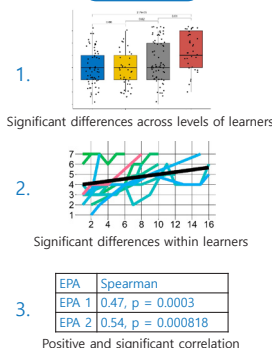 1.
Significant differences across levels of learners
7
6
5
4
3
2
1
2 4 6 8 10 12 14 16
2.
Significant differences within learners
3.
EPA Spearman
EPA 1 0.47, p = 0.0003
EPA 2 0.54, p = 0.000818
Positive and significant correlation